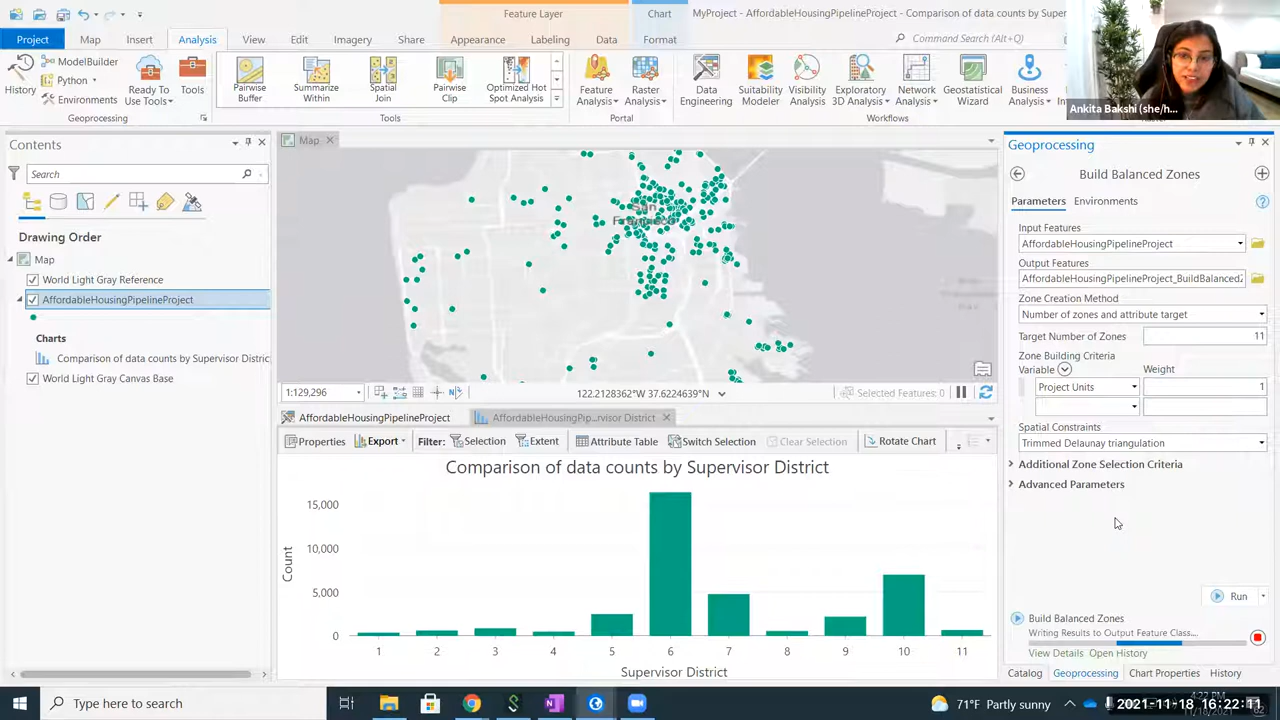 Feature Layer
Chart
MyProject - AffordableHousingPipelineProject - Comparison of data counts by Super
Project
Map
Insert
Analysis
View
Edit
Imagery
Share
Appearance
Labeling
Data
Format
Command Search (Alt+Q)
History
ModelBuilder
Python
Environments
Ready To Use Tools
Tools
Geoprocessing
Pairwise Buffer
Summarize Within
Spatial Join
Pairwise Clip
Optimized Hot Spot Analysis
Tools
Feature Analysis
Raster Analysis
Portal
Data Engineering
Suitability Modeler
Visibility Analysis
Exploratory 3D Analysis
Network Analysis
Geostatistical Wizard
Business Analysis
Workflows
Ankita Bakshi (she/h...
Contents
Search
Drawing Order
Map
World Light Gray Reference
AffordableHousingPipelineProject
Charts
Comparison of data counts by Supervisor Distric
World Light Gray Canvas Base
Map
San Francisco
1:129,296
122.2128362°W 37.6224639°N
Selected Features: 0
AffordableHousingPipelineProject
AffordableHousingPip...rvisor District
Properties
Export
Filter:
Selection
Extent
Attribute Table
Switch Selection
Clear Selection
Rotate Chart
Comparison of data counts by Supervisor District
15,000
10,000
5,000
0
Count
1 2 3 4 5 6 7 8 9 10 11
Supervisor District
Geoprocessing
Build Balanced Zones
Parameters
Environments
Input Features
AffordableHousingPipelineProject
Output Features
AffordableHousingPipelineProject_BuildBalanced
Zone Creation Method
Number of zones and attribute target
Target Number of Zones
11
Zone Building Criteria
Variable
Weight
Project Units
1
Spatial Constraints
Trimmed Delaunay triangulation
Additional Zone Selection Criteria
Advanced Parameters
Run
Build Balanced Zones
Writing Results to Output Feature Class...
View Details
Open History
Catalog
Geoprocessing
Chart Properties
History
Type here to search
71°F Partly sunny
4:22 PM
2021-11-18 16:22:11